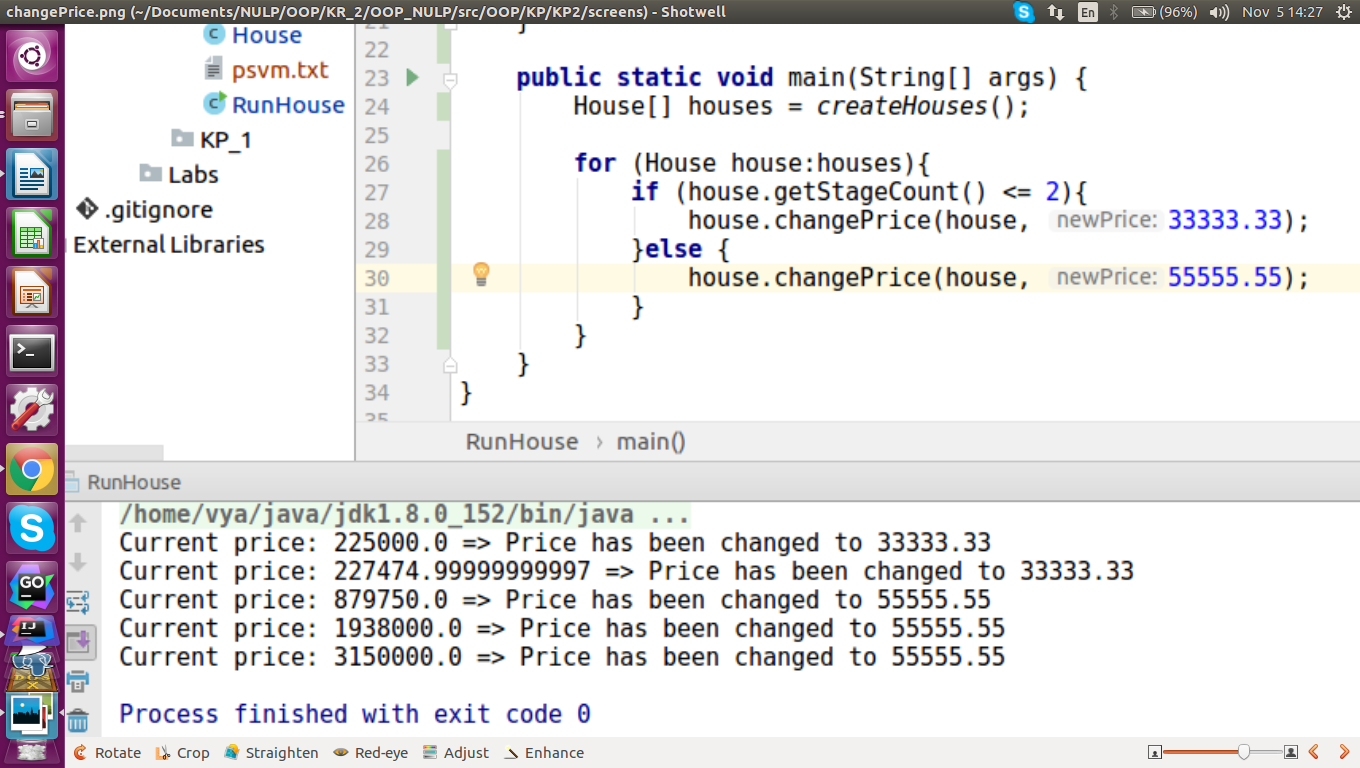 changePrice.png (~/Documents/NULP/OOP/KR_2/OOP_NULP/src/OOP/KP/KP2/screens) - Shotwell
En (96%) Nov 5 14:27
House
psvm.txt
RunHouse
KP_1
Labs
.gitignore
External Libraries
21 }
22
23 public static void main(String[] args) {
24 House[] houses = createHouses();
25
26 for (House house:houses){
27 if (house.getStageCount() <= 2){
28 house.changePrice(house, newPrice: 33333.33);
29 }else {
30 house.changePrice(house, newPrice: 55555.55);
31 }
32 }
33 }
34 }
35
RunHouse › main()
RunHouse
/home/vya/java/jdk1.8.0_152/bin/java ...
Current price: 225000.0 => Price has been changed to 33333.33
Current price: 227474.99999999997 => Price has been changed to 33333.33
Current price: 879750.0 => Price has been changed to 55555.55
Current price: 1938000.0 => Price has been changed to 55555.55
Current price: 3150000.0 => Price has been changed to 55555.55
Process finished with exit code 0
GO
IJ
Rotate Crop Straighten Red-eye Adjust Enhance